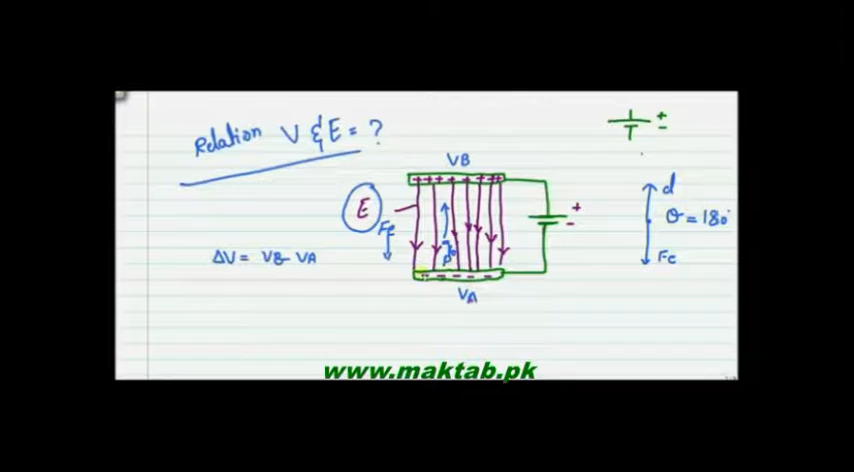 Relation V & E = ?
+
-
VB
+ + + + + + +
E
d
+
-
θ = 180°
Fe
ΔV = VB - VA
Fe
- - - - - -
VA
www.maktab.pk